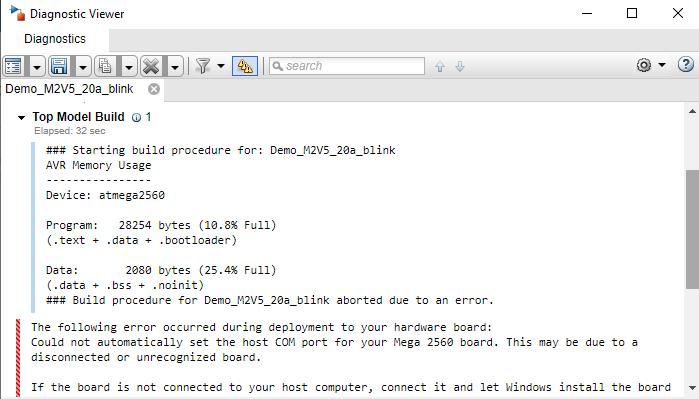 Diagnostic Viewer
Diagnostics
search
Demo_M2V5_20a_blink
Top Model Build 1
Elapsed: 32 sec
### Starting build procedure for: Demo_M2V5_20a_blink
AVR Memory Usage
----------------
Device: atmega2560
Program:   28254 bytes (10.8% Full)
(.text + .data + .bootloader)
Data:       2080 bytes (25.4% Full)
(.data + .bss + .noinit)
### Build procedure for Demo_M2V5_20a_blink aborted due to an error.
The following error occurred during deployment to your hardware board:
Could not automatically set the host COM port for your Mega 2560 board. This may be due to a
disconnected or unrecognized board.
If the board is not connected to your host computer, connect it and let Windows install the board